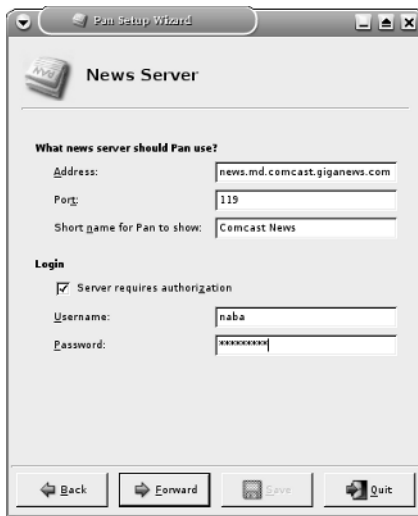 Pan Setup Wizard
News Server
What news server should Pan use?
Address: news.md.comcast.giganews.com
Port: 119
Short name for Pan to show: Comcast News
Login
Server requires authorization
Username: naba
Password: *********
Back Forward Save Quit